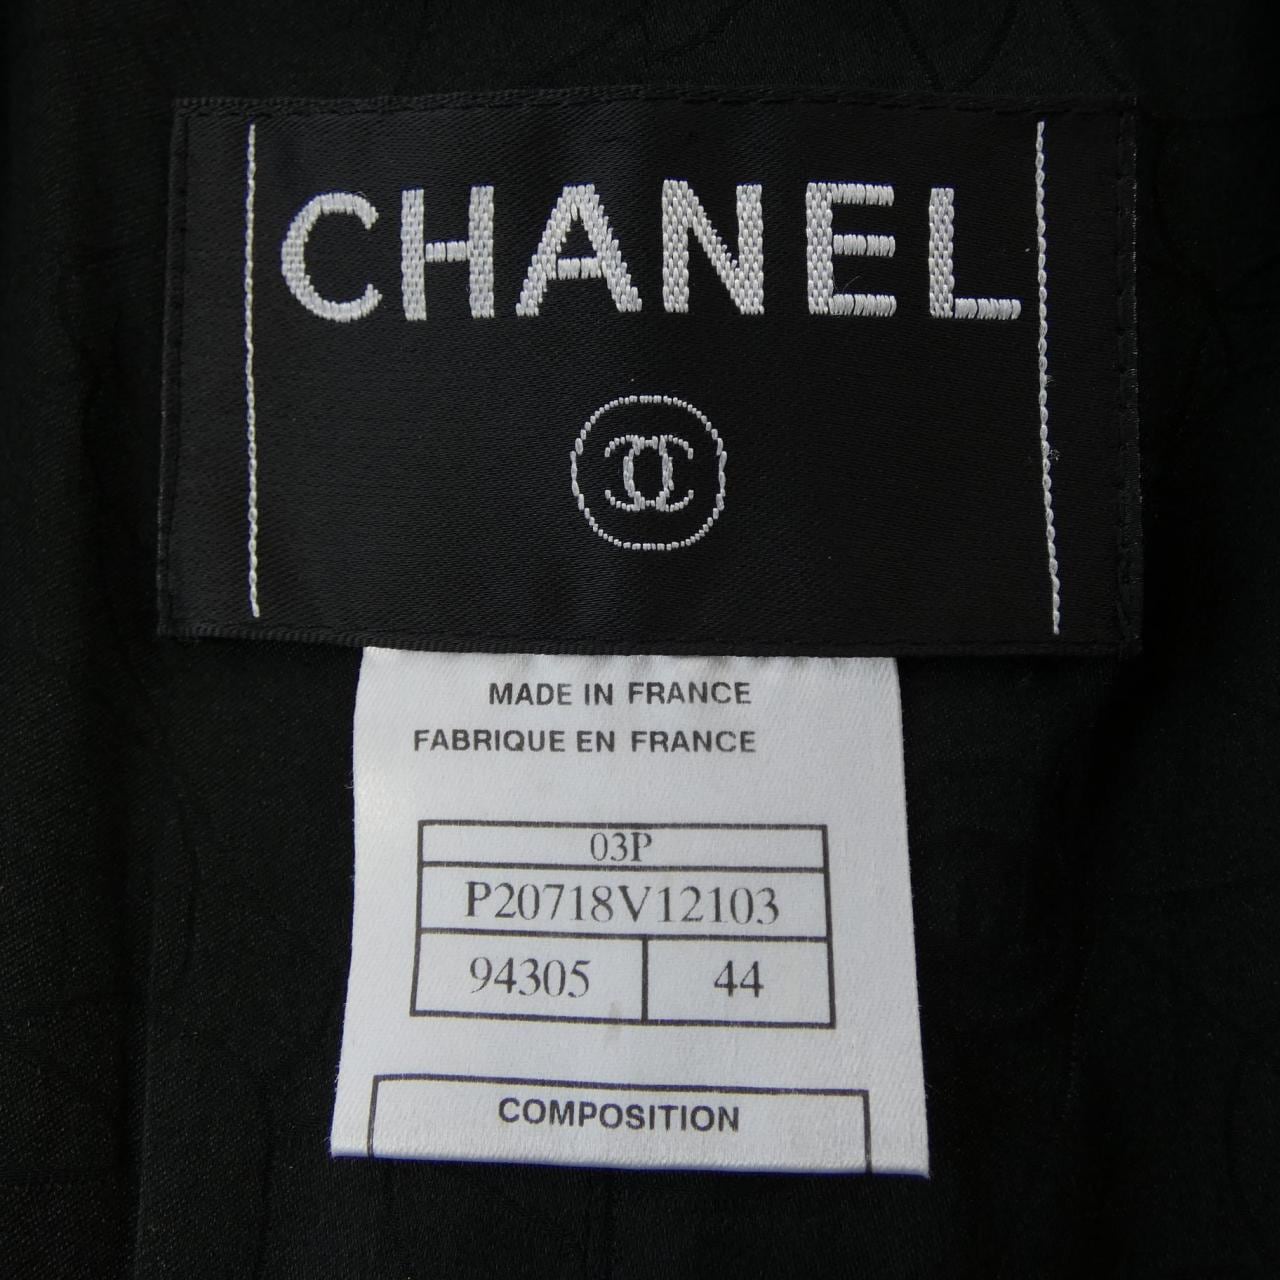 CHANEL
MADE IN FRANCE
FABRIQUE EN FRANCE
03P
P20718V12103
94305 44
COMPOSITION